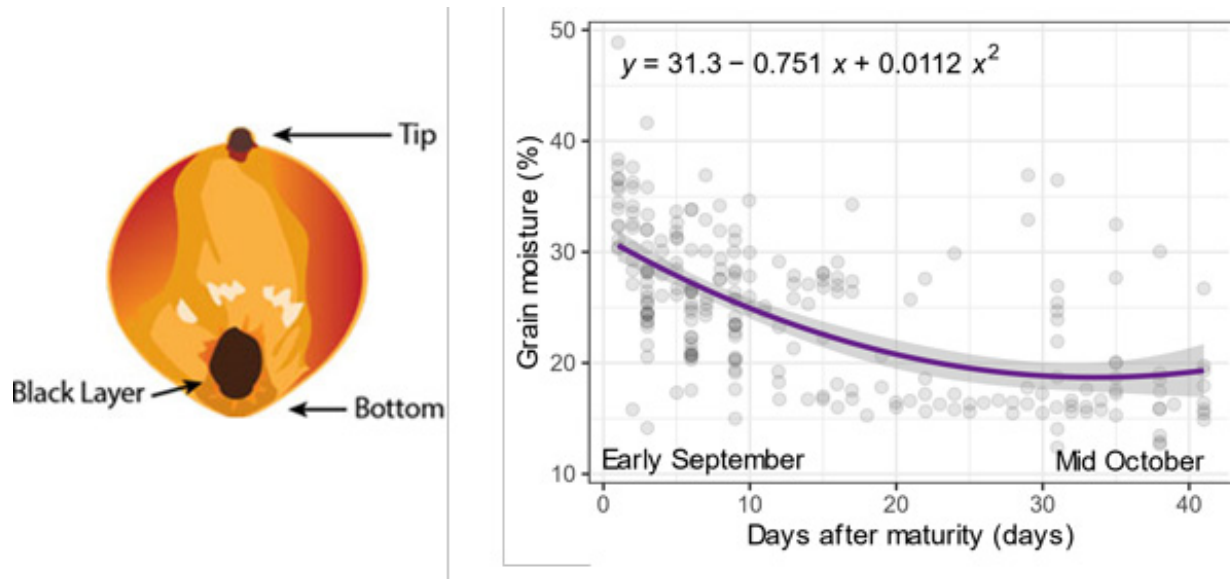 Tip
Black Layer
Bottom
50
40
30
20
10
Grain moisture (%)
y = 31.3 − 0.751 x + 0.0112 x²
Early September
Mid October
0
10
20
30
40
Days after maturity (days)